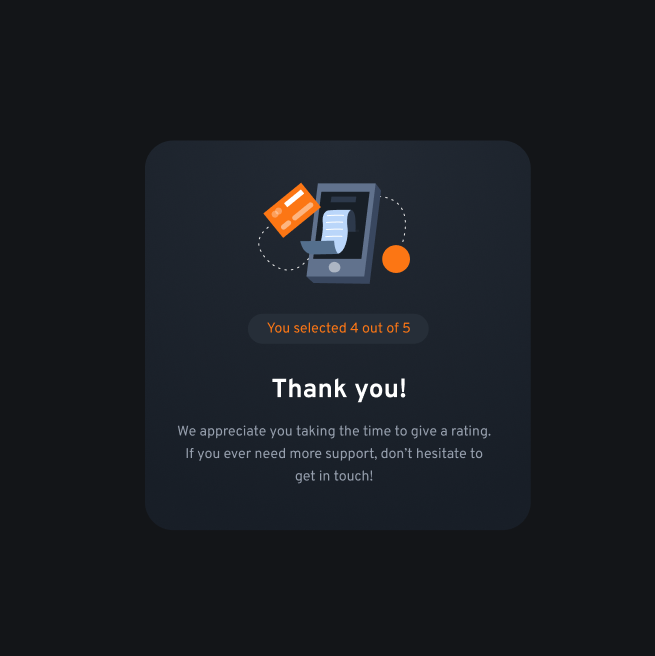 You selected 4 out of 5
Thank you!
We appreciate you taking the time to give a rating.
If you ever need more support, don’t hesitate to
get in touch!